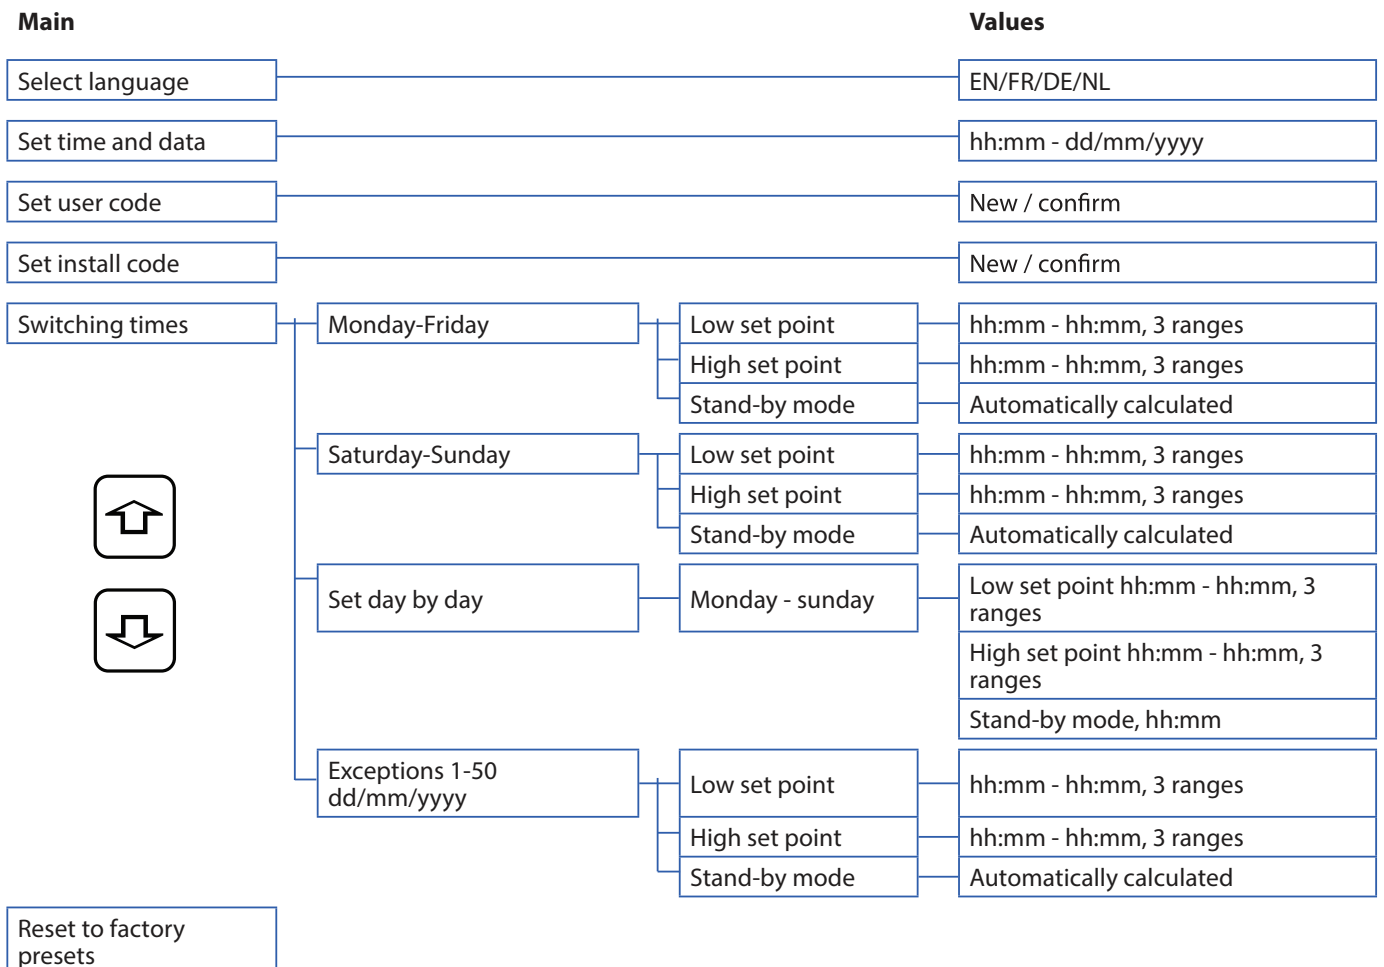 Main Values
Select language EN/FR/DE/NL
Set time and data hh:mm - dd/mm/yyyy
Set user code New / confirm
Set install code New / confirm
Switching times Monday-Friday Low set point hh:mm - hh:mm, 3 ranges
High set point hh:mm - hh:mm, 3 ranges
Stand-by mode Automatically calculated
Saturday-Sunday Low set point hh:mm - hh:mm, 3 ranges
High set point hh:mm - hh:mm, 3 ranges
Stand-by mode Automatically calculated
Set day by day Monday - sunday Low set point hh:mm - hh:mm, 3
ranges
High set point hh:mm - hh:mm, 3
ranges
Stand-by mode, hh:mm
Exceptions 1-50
dd/mm/yyyy
Low set point hh:mm - hh:mm, 3 ranges
High set point hh:mm - hh:mm, 3 ranges
Stand-by mode Automatically calculated
Reset to factory
presets